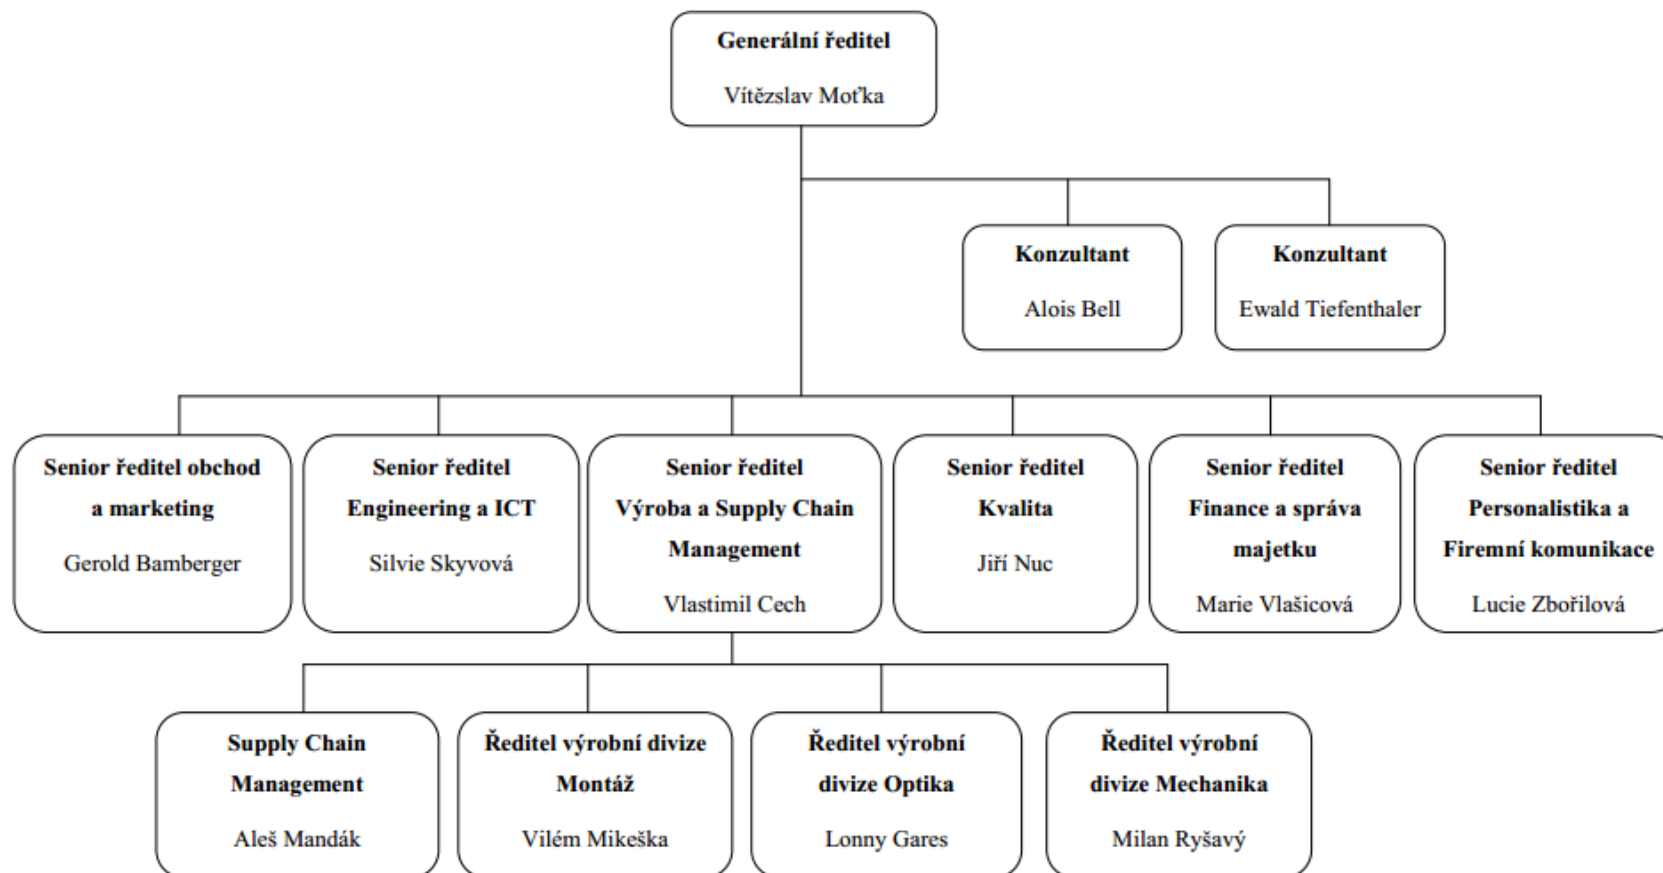 Generální ředitel
Vítězslav Moťka
Konzultant
Alois Bell
Konzultant
Ewald Tiefenthaler
Senior ředitel obchod
a marketing
Gerold Bamberger
Senior ředitel
Engineering a ICT
Silvie Skyvová
Senior ředitel
Výroba a Supply Chain
Management
Vlastimil Cech
Senior ředitel
Kvalita
Jiří Nuc
Senior ředitel
Finance a správa
majetku
Marie Vlašicová
Senior ředitel
Personalistika a
Firemní komunikace
Lucie Zbořilová
Supply Chain
Management
Aleš Mandák
Ředitel výrobní divize
Montáž
Vilém Mikeška
Ředitel výrobní
divize Optika
Lonny Gares
Ředitel výrobní
divize Mechanika
Milan Ryšavý